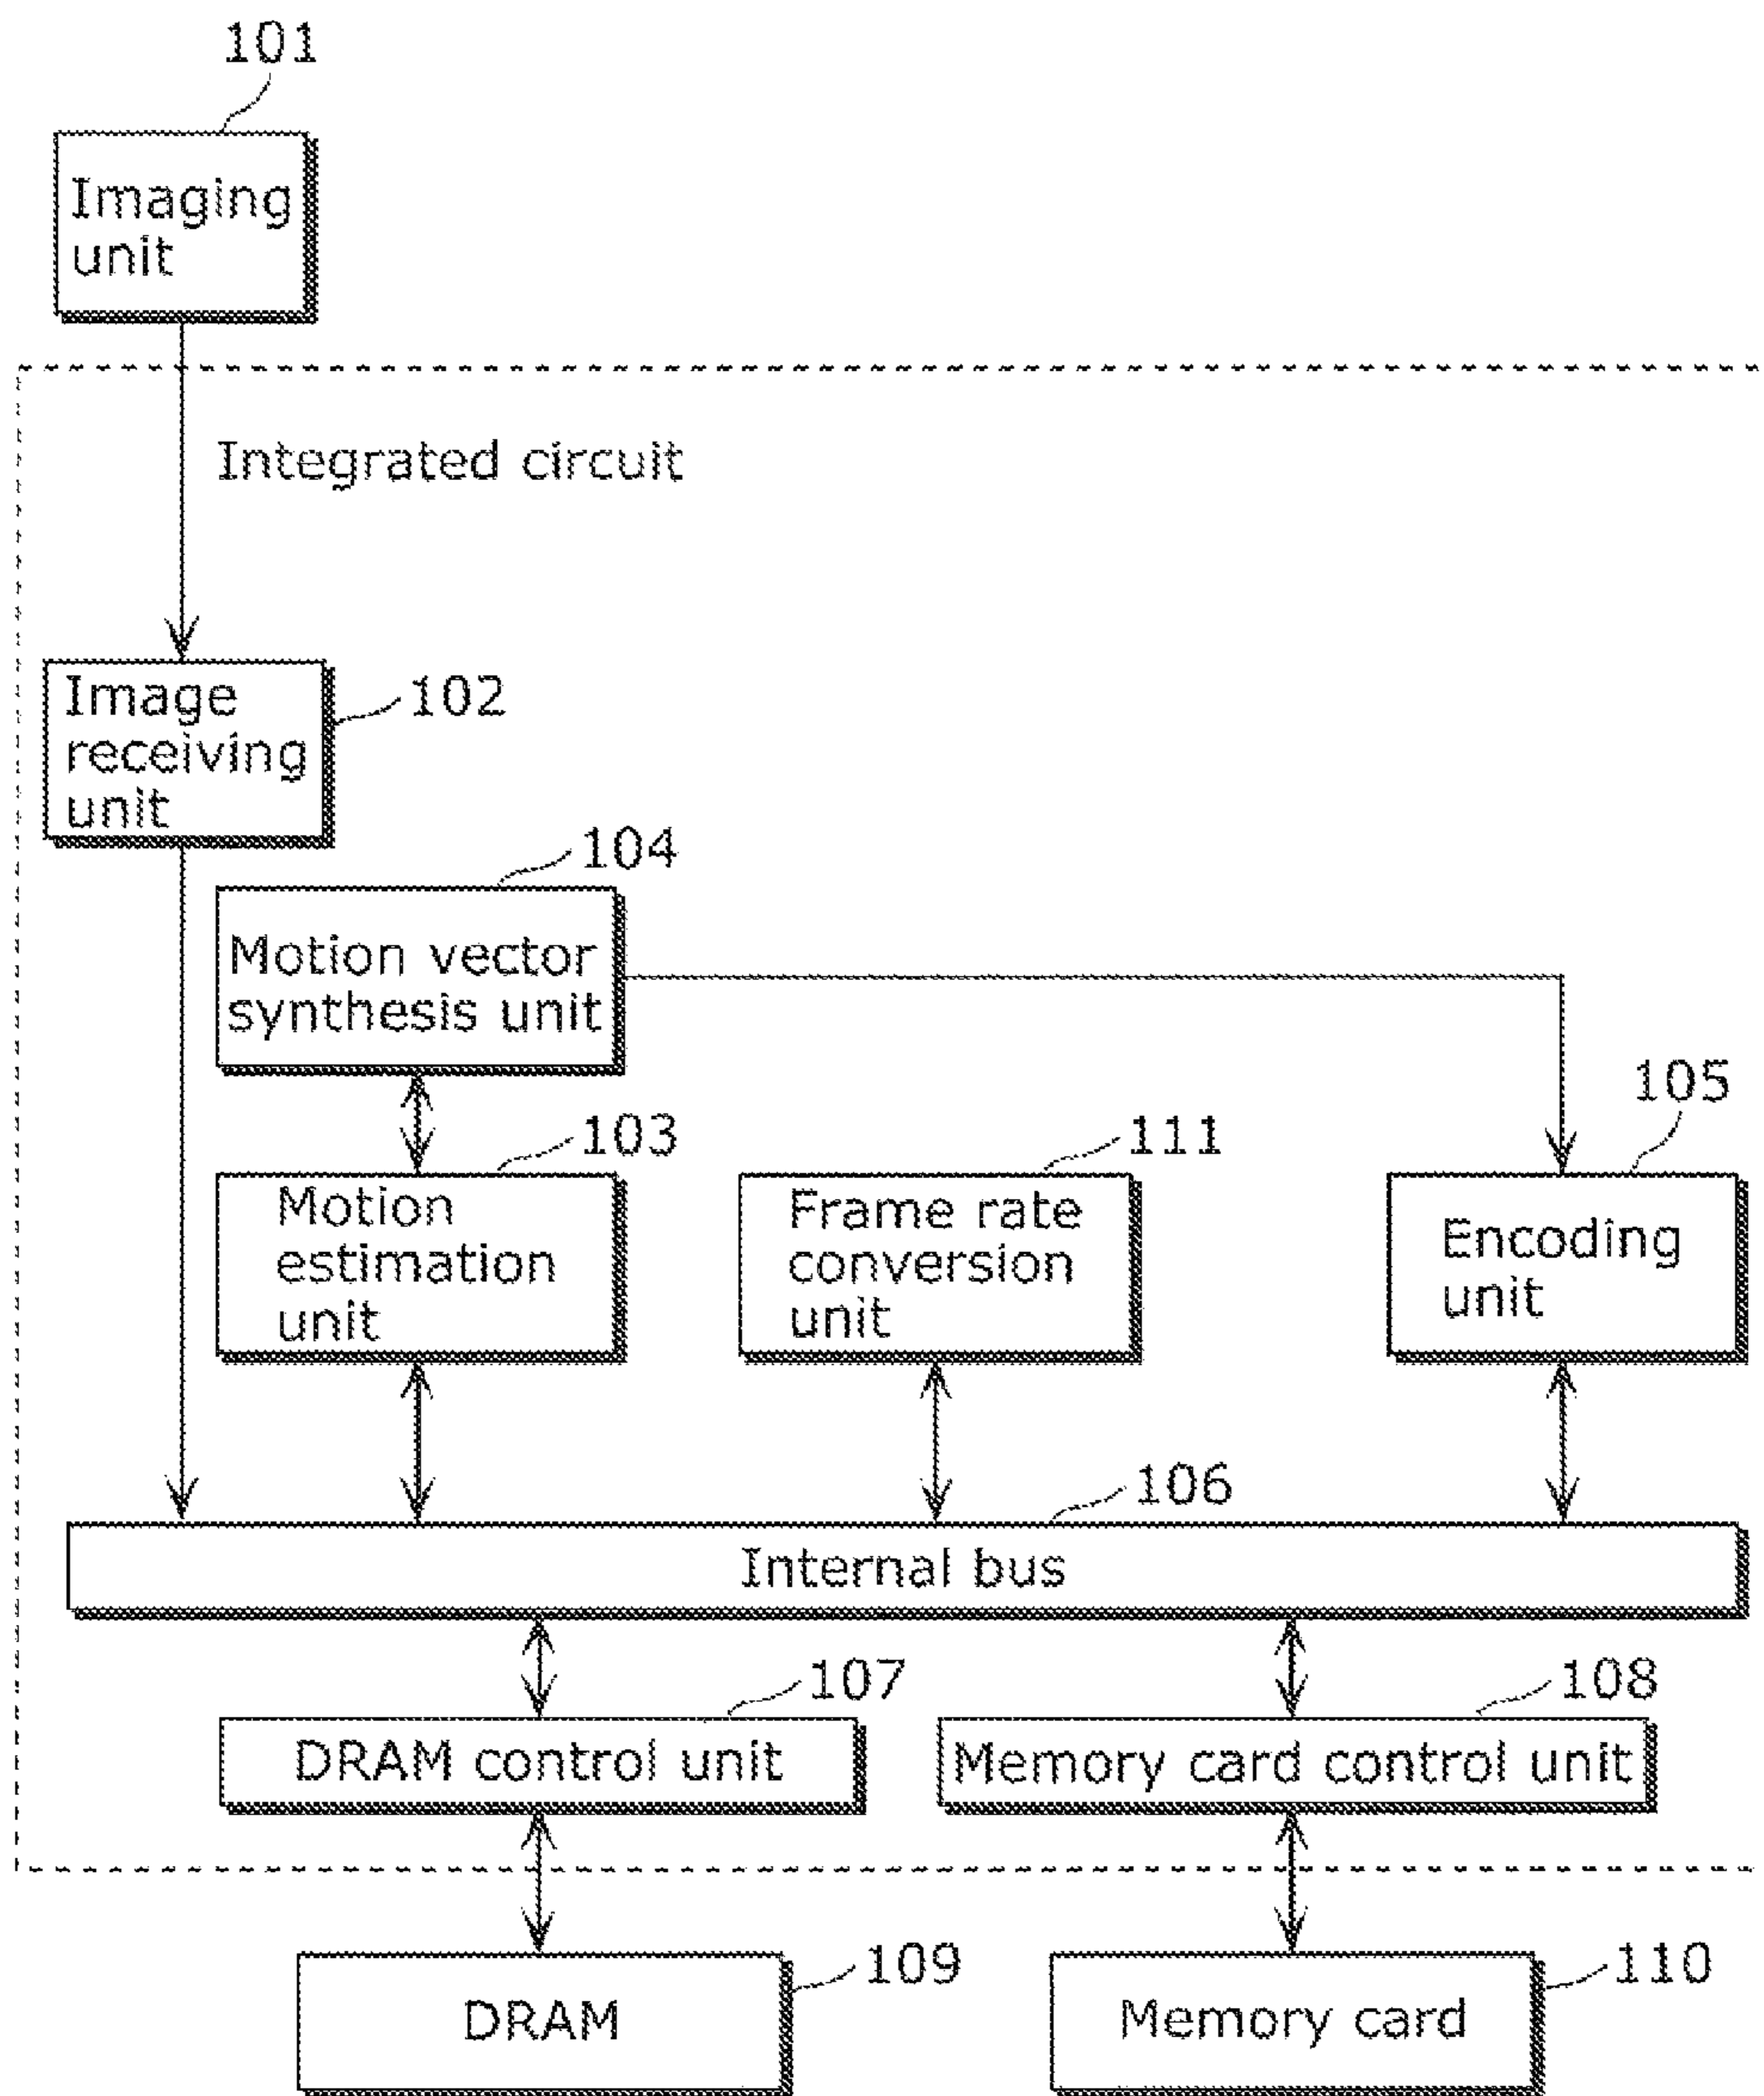 101
Imaging
unit
Integrated circuit
Image
receiving
unit
102
104
Motion vector
synthesis unit
105
103
111
Motion
estimation
unit
Frame rate
conversion
unit
Encoding
unit
106
Internal bus
107
108
DRAM control unit
Memory card control unit
109
110
DRAM
Memory card